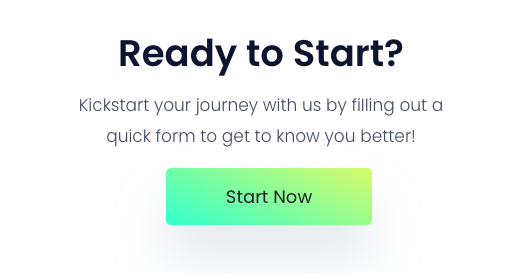 Ready to Start?
Kickstart your journey with us by filling out a
quick form to get to know you better!
Start Now